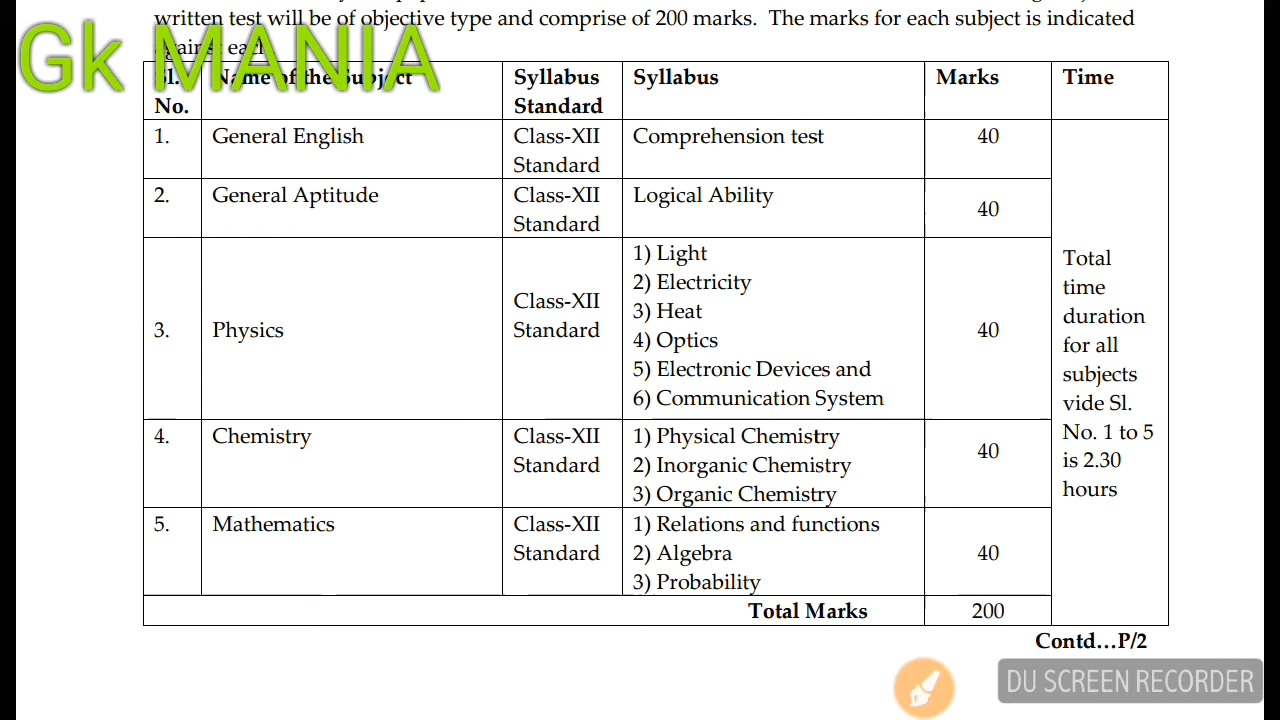 written test will be of objective type and comprise of 200 marks. The marks for each subject is indicated
against each
Gk MANIA
Sl. No. Name of the Subject Syllabus Standard Syllabus Marks Time
1. General English Class-XII Standard Comprehension test 40
2. General Aptitude Class-XII Standard Logical Ability 40
3. Physics Class-XII Standard
1) Light
2) Electricity
3) Heat
4) Optics
5) Electronic Devices and
6) Communication System
40
4. Chemistry Class-XII Standard
1) Physical Chemistry
2) Inorganic Chemistry
3) Organic Chemistry
40
5. Mathematics Class-XII Standard
1) Relations and functions
2) Algebra
3) Probability
40
Total
time
duration
for all
subjects
vide Sl.
No. 1 to 5
is 2.30
hours
Total Marks 200
Contd...P/2
DU SCREEN RECORDER